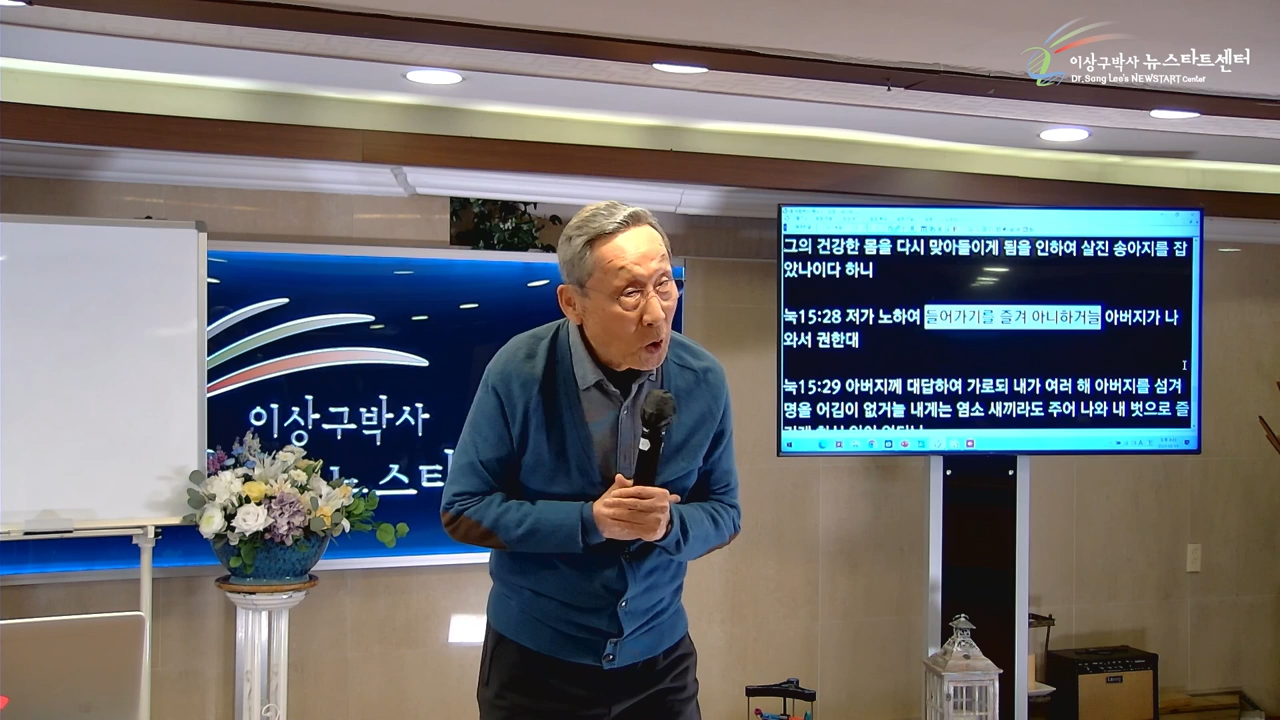 이상구박사 뉴스타트센터
Dr. Sang Lee's NEWSTART Center
그의 건강한 몸을 다시 맞아들이게 됨을 인하여 살진 송아지를 잡
았나이다 하니
눅15:28 저가 노하여 들어가기를 즐겨 아니하거늘 아버지가 나
와서 권한대
눅15:29 아버지께 대답하여 가로되 내가 여러 해 아버지를 섬겨
명을 어김이 없거늘 내게는 염소 새끼라도 주어 나와 내 벗으로 즐
이상구박사
뉴스타